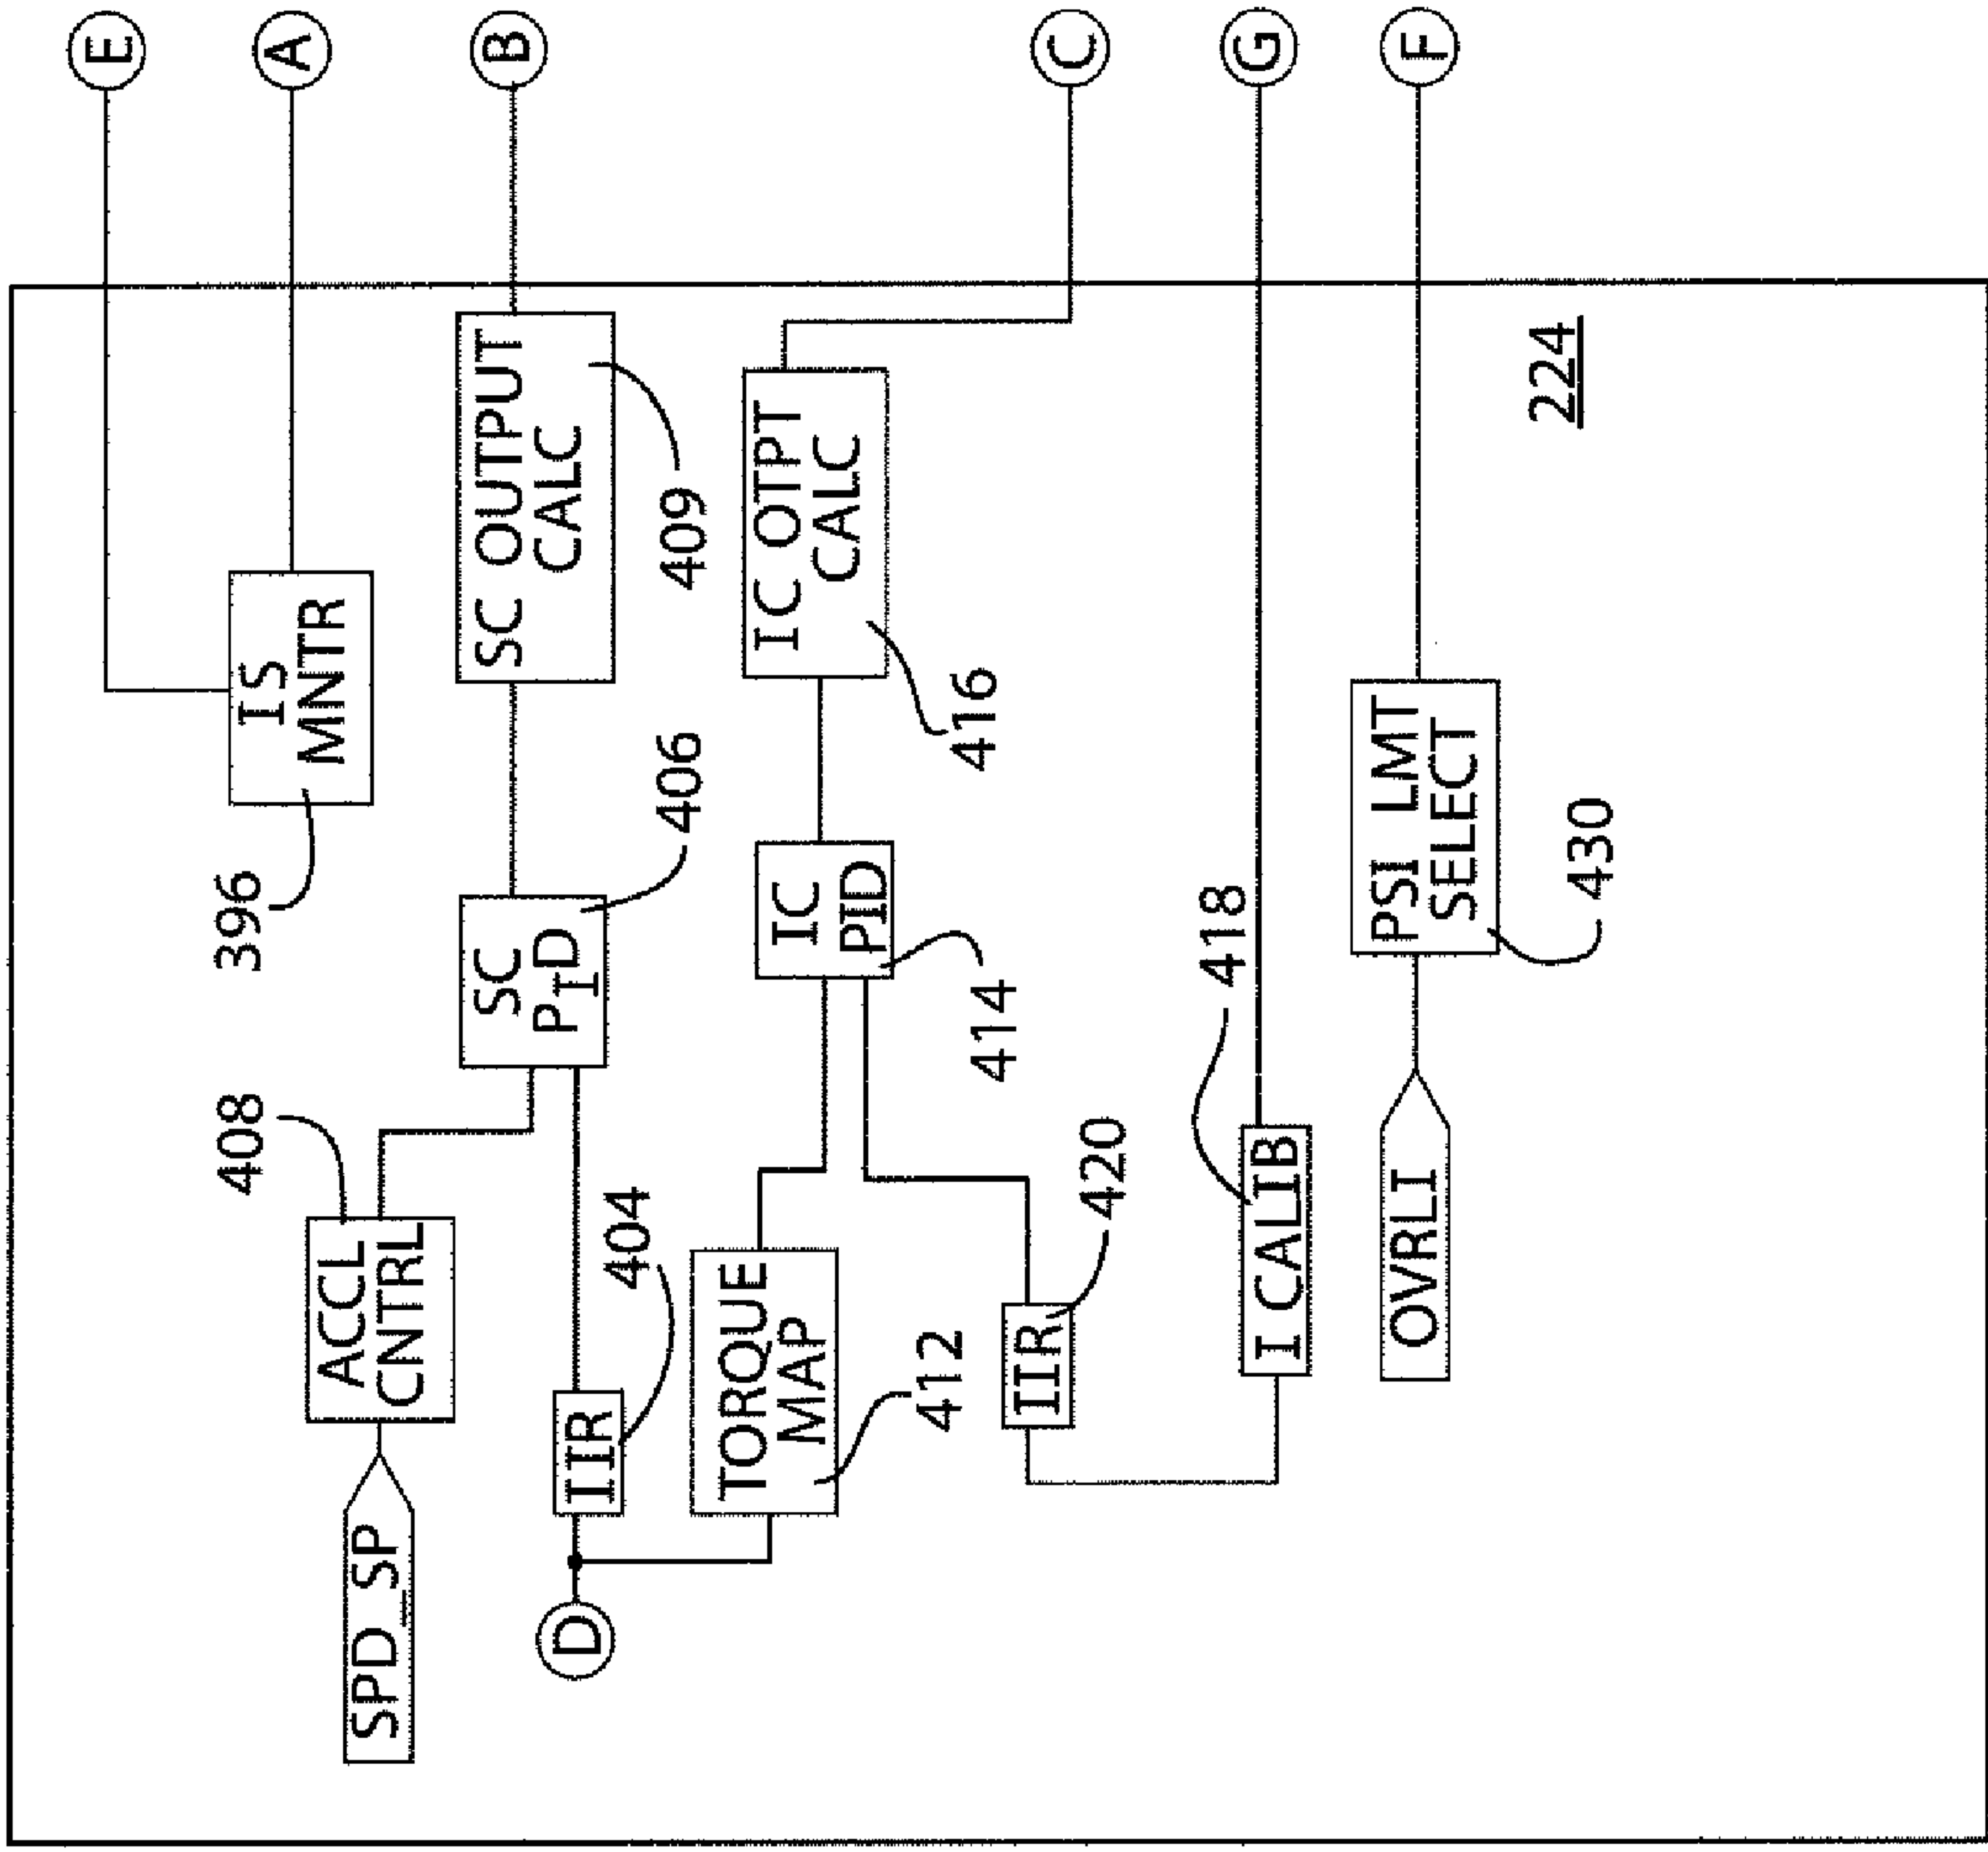 E
A
B
C
G
F
IS
MNTR
396
SC OUTPUT
CALC
409
SC
PID
406
ACCL
CNTRL
408
SPD_SP
IIR
404
D
TORQUE
MAP
412
IC
PID
414
IC OTPT
CALC
416
IIR
420
I CALIB
418
OVRLI
PSI LMT
SELECT
430
224